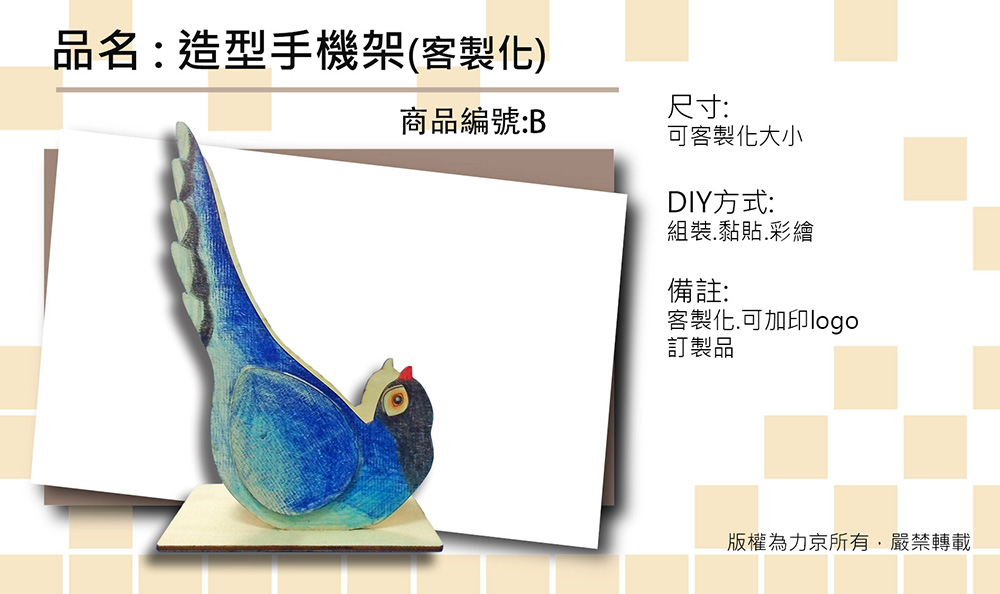 品名 : 造型手機架(客製化)
商品編號:B
尺寸:
可客製化大小
DIY方式:
組裝.黏貼.彩繪
備註:
客製化.可加印logo
訂製品
版權為力京所有，嚴禁轉載